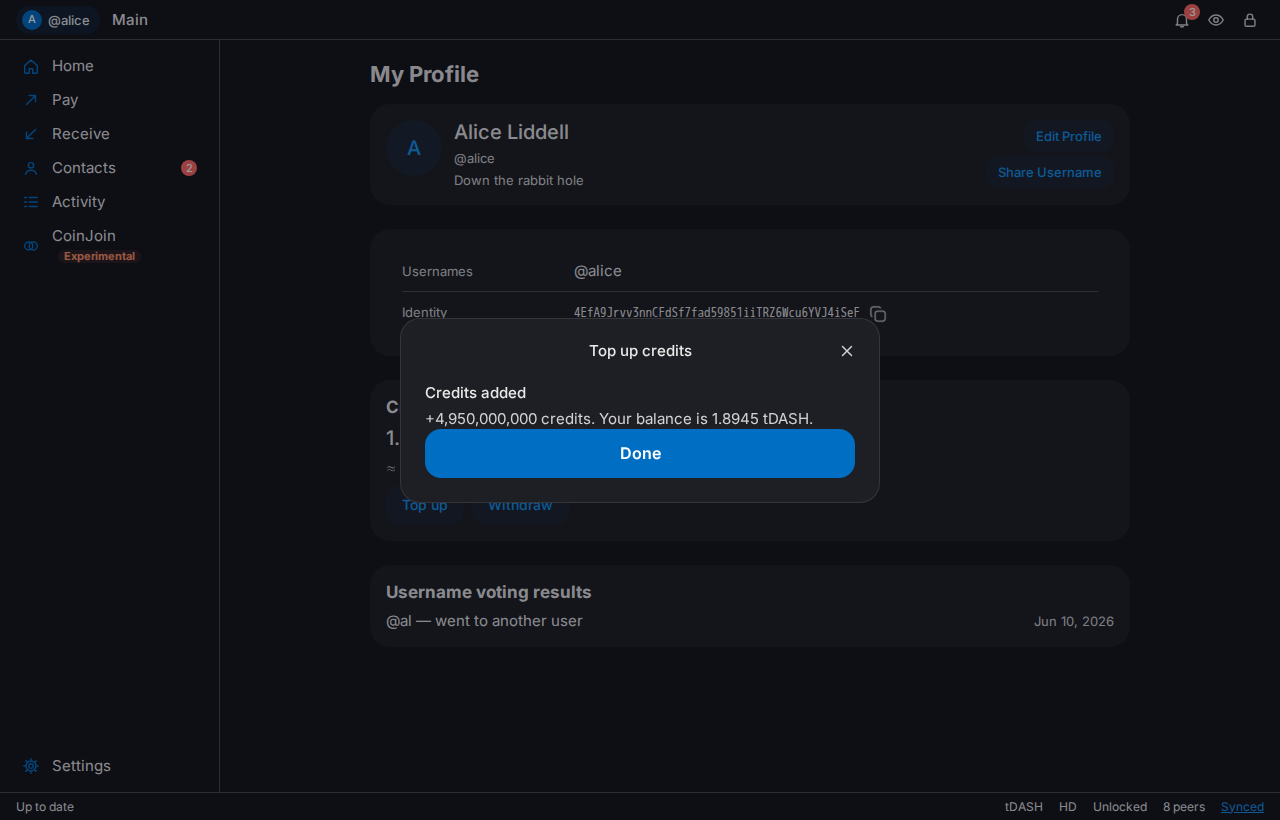 A @alice Main 3
Home
Pay
Receive
Contacts 2
Activity
CoinJoin
Experimental
Settings
My Profile
A
Alice Liddell
@alice
Down the rabbit hole
Edit Profile
Share Username
Usernames @alice
Identity 4EfA9Jrvv3nnCFdSf7fad59851iiTRZ6Wcu6YVJ4iSeF
Top up credits
Credits added
+4,950,000,000 credits. Your balance is 1.8945 tDASH.
Done
C
1.
≈
Top up Withdraw
Username voting results
@al — went to another user Jun 10, 2026
Up to date tDASH HD Unlocked 8 peers Synced